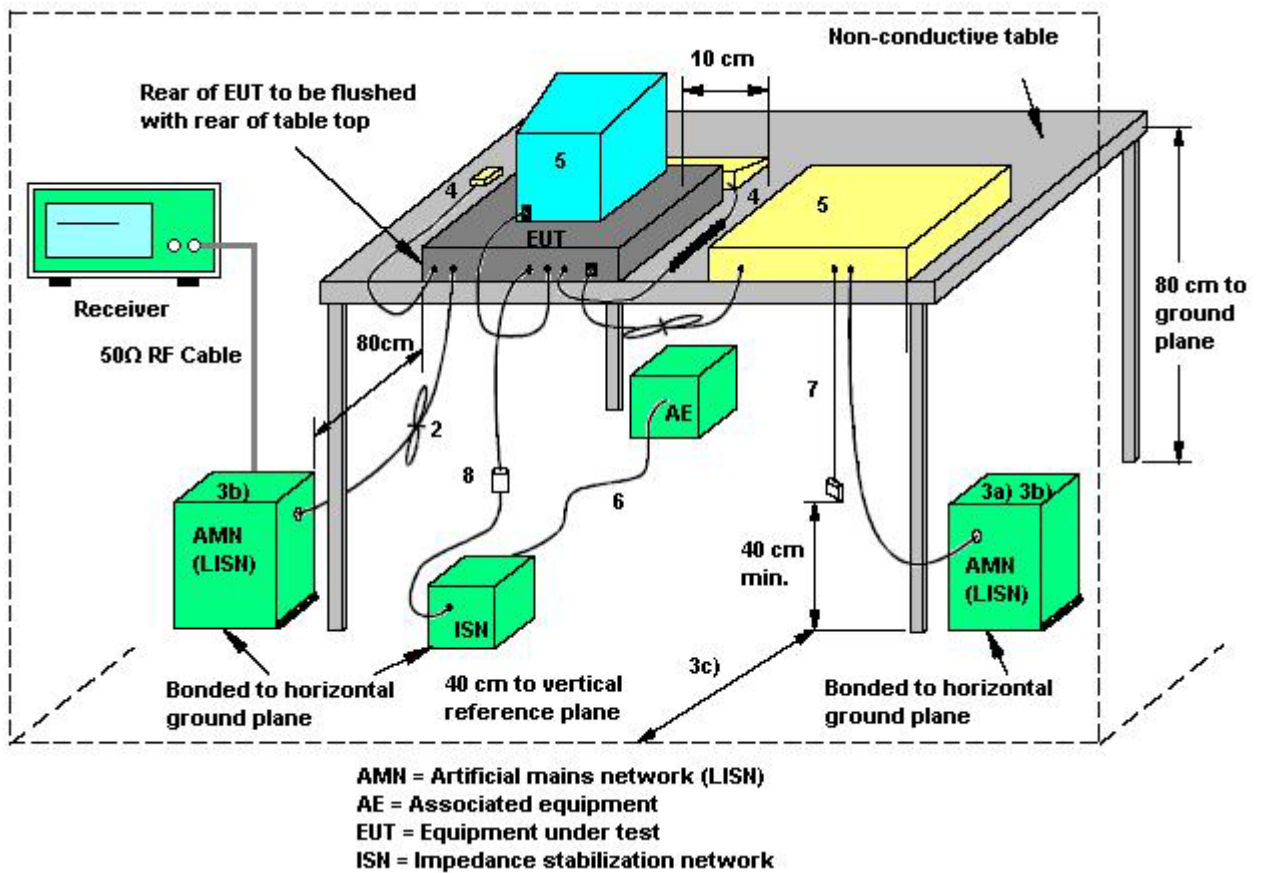 Non-conductive table
10 cm
Rear of EUT to be flushed
with rear of table top
5
4
4
5
EUT
Receiver
80 cm to
ground
plane
50Ω RF Cable
80cm
7
AE
2
8
3b)
6
3a) 3b)
AMN
(LISN)
40 cm
min.
AMN
(LISN)
ISN
3c)
Bonded to horizontal
ground plane
40 cm to vertical
reference plane
Bonded to horizontal
ground plane
AMN = Artificial mains network (LISN)
AE = Associated equipment
EUT = Equipment under test
ISN = Impedance stabilization network